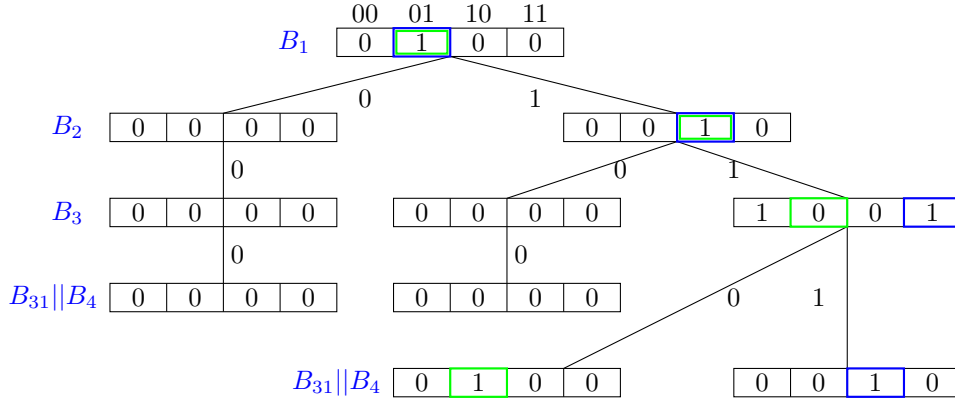 00 01 10 11
B₁ 0 1 0 0
0 1
B₂ 0 0 0 0 0 0 1 0
0 0 1
B₃ 0 0 0 0 0 0 0 0 1 0 0 1
0 0
B₃₁||B₄ 0 0 0 0 0 0 0 0
0 1
B₃₁||B₄ 0 1 0 0 0 0 1 0